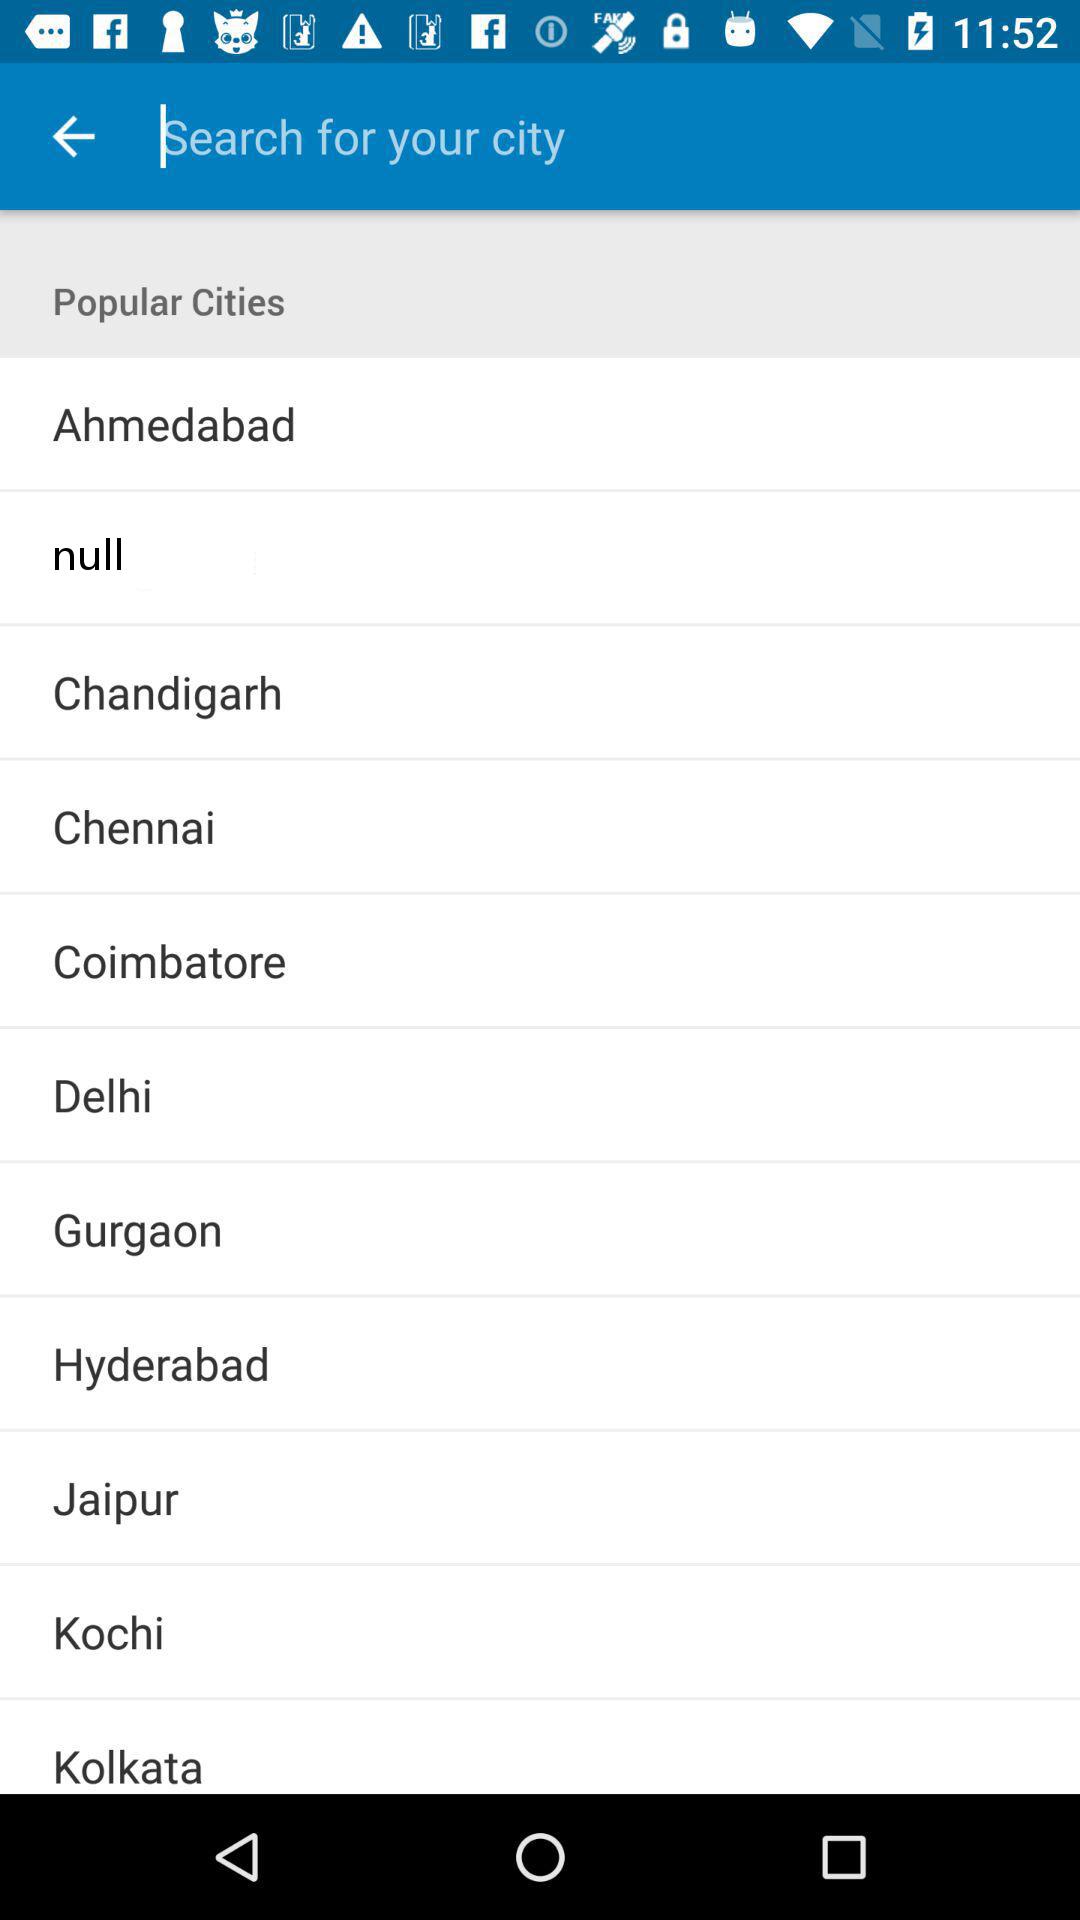 FAKE
11:52
Search for your city
Popular Cities
Ahmedabad
null
Chandigarh
Chennai
Coimbatore
Delhi
Gurgaon
Hyderabad
Jaipur
Kochi
Kolkata